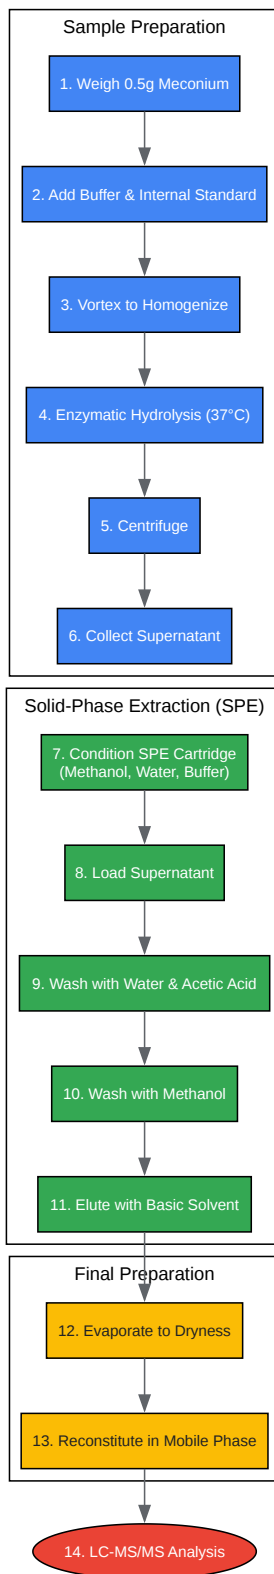 Sample Preparation
1. Weigh 0.5g Meconium
2. Add Buffer & Internal Standard
3. Vortex to Homogenize
4. Enzymatic Hydrolysis (37°C)
5. Centrifuge
6. Collect Supernatant
Solid-Phase Extraction (SPE)
7. Condition SPE Cartridge
(Methanol, Water, Buffer)
8. Load Supernatant
9. Wash with Water & Acetic Acid
10. Wash with Methanol
11. Elute with Basic Solvent
Final Preparation
12. Evaporate to Dryness
13. Reconstitute in Mobile Phase
14. LC-MS/MS Analysis